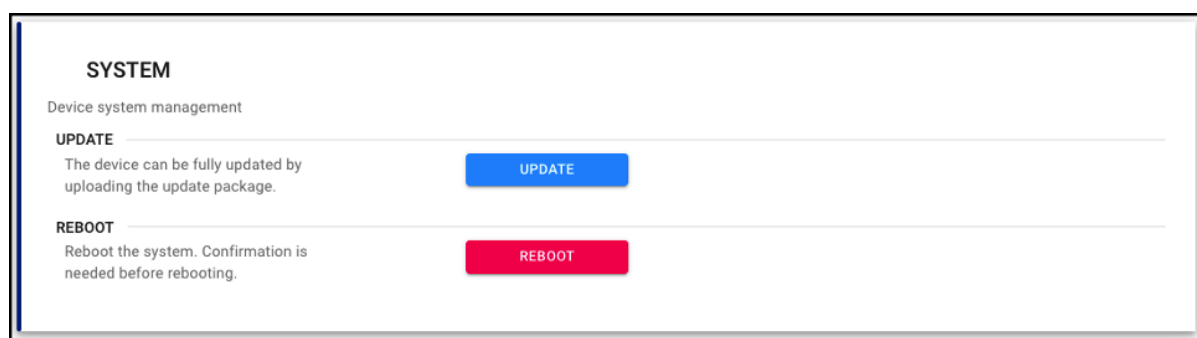 SYSTEM
Device system management
UPDATE
The device can be fully updated by
uploading the update package.
UPDATE
REBOOT
Reboot the system. Confirmation is
needed before rebooting.
REBOOT